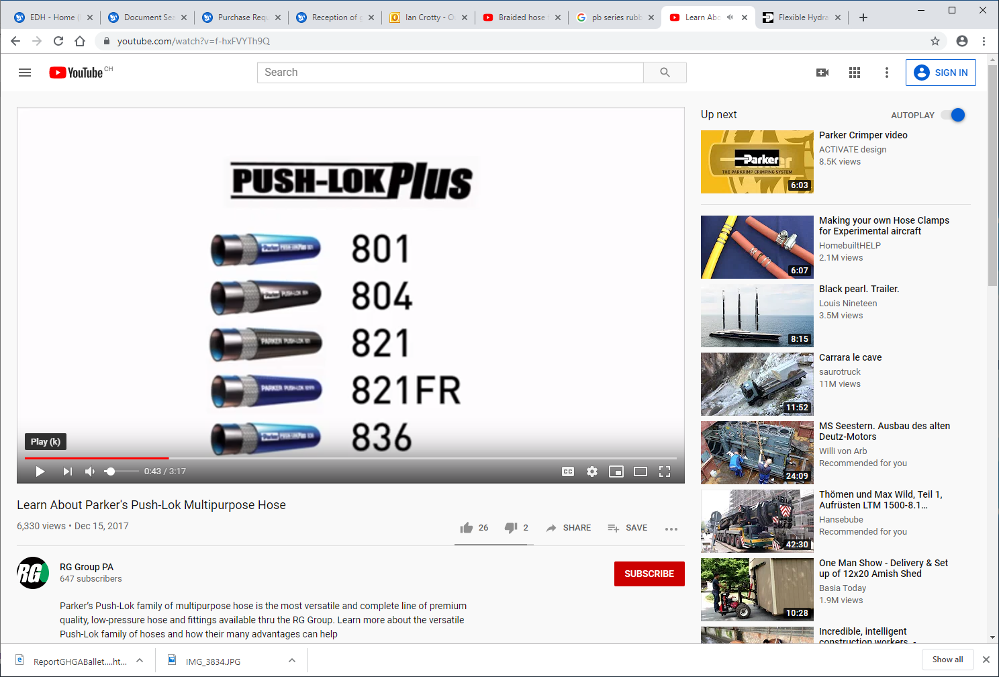 EDH - Home (
Document Sea
Purchase Requ
Reception of g
Ian Crotty - O
Braided hose
pb series rubb
Learn Abo
Flexible Hydra
youtube.com/watch?v=f-hxFVYTh9Q
YouTube CH
Search
SIGN IN
PUSH-LOK Plus
801
804
821
821FR
836
Play (k)
0:43 / 3:17
CC
Learn About Parker's Push-Lok Multipurpose Hose
6,330 views • Dec 15, 2017
26
2
SHARE
SAVE
RG
RG Group PA
647 subscribers
SUBSCRIBE
Parker's Push-Lok family of multipurpose hose is the most versatile and complete line of premium
quality, low-pressure hose and fittings available thru the RG Group. Learn more about the versatile
Push-Lok family of hoses and how their many advantages can help
Up next
AUTOPLAY
Parker
THE PARKRIMP CRIMPING SYSTEM
6:03
Parker Crimper video
ACTIVATE design
8.5K views
6:07
Making your own Hose Clamps
for Experimental aircraft
HomebuiltHELP
2.1M views
8:15
Black pearl. Trailer.
Louis Nineteen
3.5M views
11:52
Carrara le cave
saurotruck
11M views
24:09
MS Seestern. Ausbau des alten
Deutz-Motors
Willi von Arb
Recommended for you
42:30
Thömen und Max Wild, Teil 1,
Aufrüsten LTM 1500-8.1...
Hansebube
Recommended for you
10:28
One Man Show - Delivery & Set
up of 12x20 Amish Shed
Basia Today
1.9M views
Incredible, intelligent
construction workers. -
ReportGHGABallet....ht...
IMG_3834.JPG
Show all